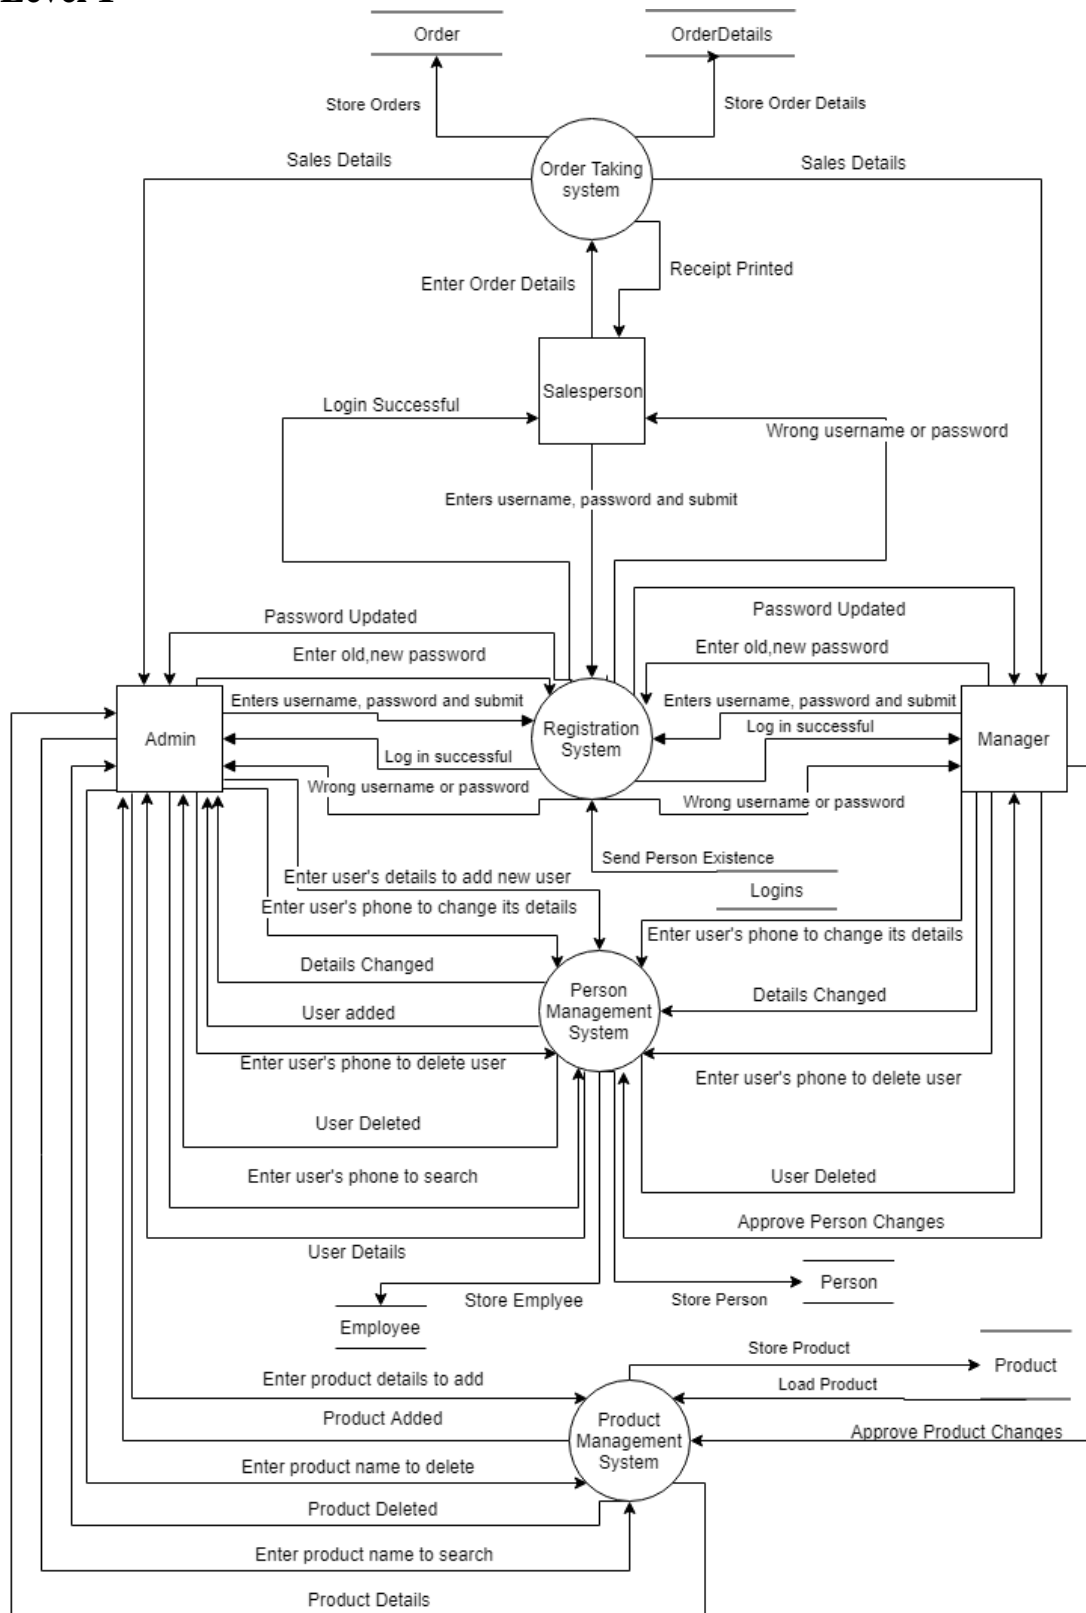 Level 1
Order
OrderDetails
Store Orders
Store Order Details
Sales Details
Order Taking
system
Sales Details
Enter Order Details
Receipt Printed
Salesperson
Login Successful
Wrong username or password
Enters username, password and submit
Password Updated
Password Updated
Enter old,new password
Enter old,new password
Enters username, password and submit
Enters username, password and submit
Admin
Registration
System
Log in successful
Manager
Log in successful
Wrong username or password
Wrong username or password
Send Person Existence
Logins
Enter user's details to add new user
Enter user's phone to change its details
Enter user's phone to change its details
Details Changed
Person
Management
System
Details Changed
User added
Enter user's phone to delete user
Enter user's phone to delete user
User Deleted
Enter user's phone to search
User Deleted
Approve Person Changes
User Details
Person
Store Emplyee
Store Person
Employee
Store Product
Product
Enter product details to add
Load Product
Product Added
Product
Management
System
Approve Product Changes
Enter product name to delete
Product Deleted
Enter product name to search
Product Details